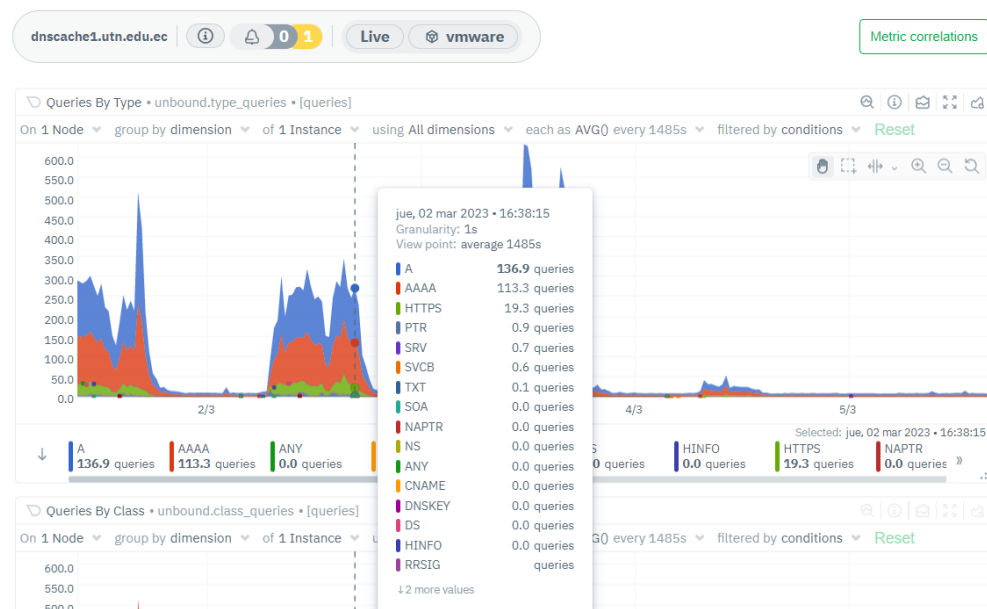 dnscache1.utn.edu.ec 0 1 Live vmware
Metric correlations
Queries By Type • unbound.type_queries • [queries]
On 1 Node group by dimension of 1 Instance using All dimensions each as AVG() every 1485s filtered by conditions Reset
600.0
550.0
500.0
450.0
400.0
350.0
300.0
250.0
200.0
150.0
100.0
50.0
0.0
2/3 4/3 5/3
jue, 02 mar 2023 • 16:38:15
Granularity: 1s
View point: average 1485s
A 136.9 queries
AAAA 113.3 queries
HTTPS 19.3 queries
PTR 0.9 queries
SRV 0.7 queries
SVCB 0.6 queries
TXT 0.1 queries
SOA 0.0 queries
NAPTR 0.0 queries
NS 0.0 queries
ANY 0.0 queries
CNAME 0.0 queries
DNSKEY 0.0 queries
DS 0.0 queries
HINFO 0.0 queries
RRSIG queries
↓2 more values
Selected: jue, 02 mar 2023 • 16:38:15
A AAAA ANY S HINFO HTTPS NAPTR
136.9 queries 113.3 queries 0.0 queries 0 queries 0.0 queries 19.3 queries 0.0 queries
Queries By Class • unbound.class_queries • [queries]
On 1 Node group by dimension of 1 Instance u G() every 1485s filtered by conditions Reset
600.0
550.0
500.0